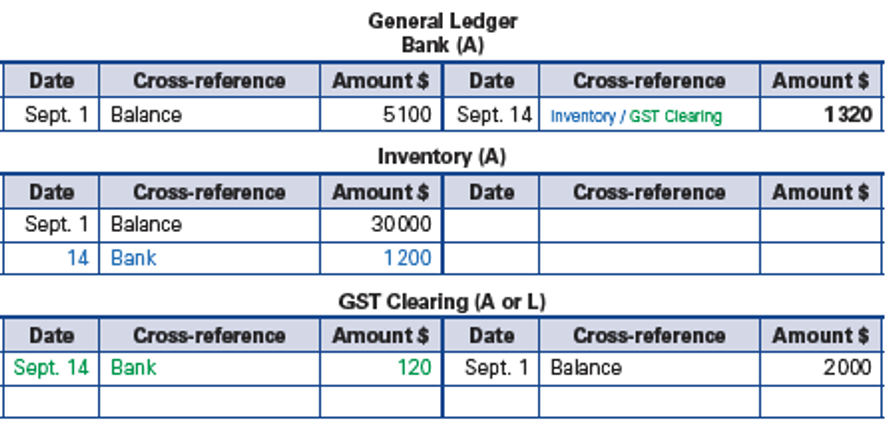 General Ledger
Bank (A)
Date Cross-reference Amount $ Date Cross-reference Amount $
Sept. 1 Balance 5100 Sept. 14 Inventory / GST Clearing 1320
Inventory (A)
Date Cross-reference Amount $ Date Cross-reference Amount $
Sept. 1 Balance 30000
14 Bank 1200
GST Clearing (A or L)
Date Cross-reference Amount $ Date Cross-reference Amount $
Sept. 14 Bank 120 Sept. 1 Balance 2000